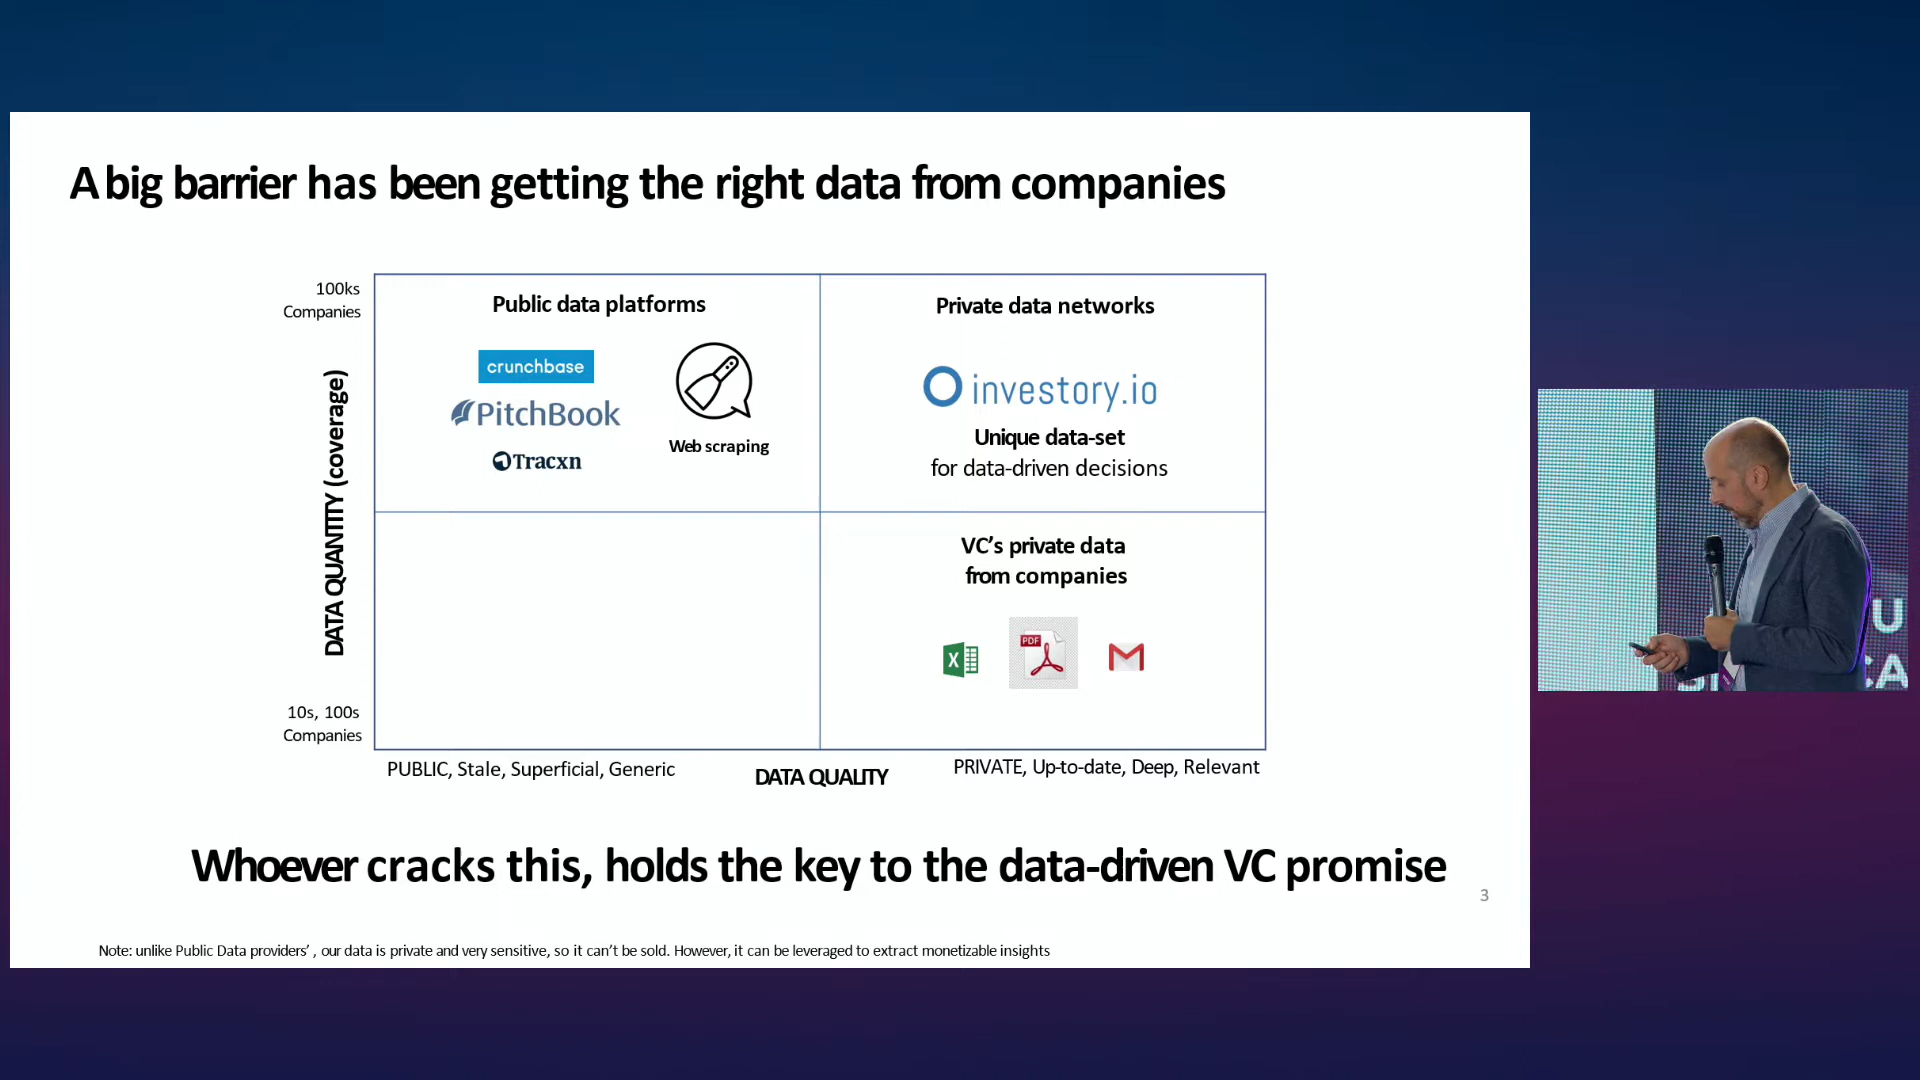 A big barrier has been getting the right data from companies
100ks
Companies
DATA QUANTITY (coverage)
10s, 100s
Companies
Public data platforms
crunchbase
PitchBook
Tracxn
Web scraping
Private data networks
investory.io
Unique data-set
for data-driven decisions
VC's private data
from companies
X
PDF
PUBLIC, Stale, Superficial, Generic
DATA QUALITY
PRIVATE, Up-to-date, Deep, Relevant
Whoever cracks this, holds the key to the data-driven VC promise
3
Note: unlike Public Data providers' , our data is private and very sensitive, so it can't be sold. However, it can be leveraged to extract monetizable insights